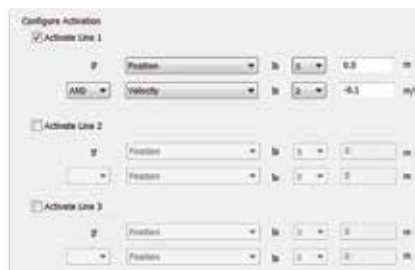 Configure Activation
Activate Line 1
If Position is ≤ 0.5 m
AND Velocity is ≥ -0.1 m/
Activate Line 2
If Position is 0 m
Position is 0 m
Activate Line 3
If Position is 0 m
Position is 0 m